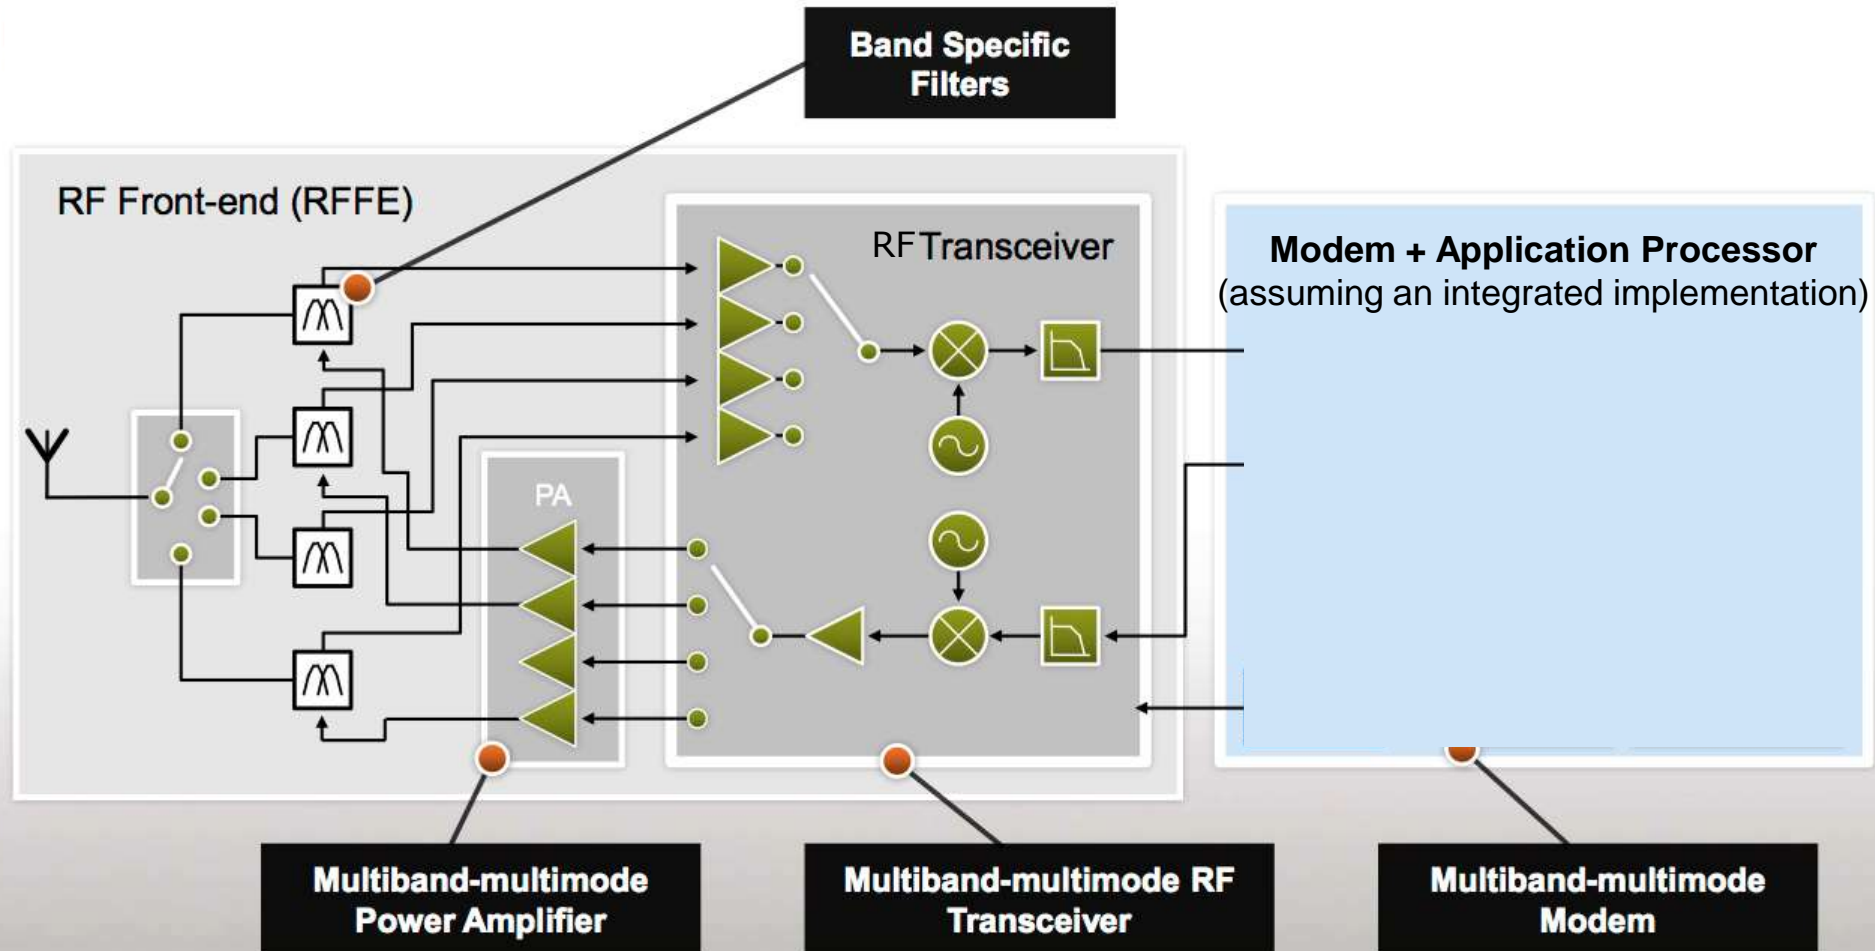 Band Specific
Filters
RF Front-end (RFFE)
RF Transceiver
Modem + Application Processor
(assuming an integrated implementation)
PA
Multiband-multimode
Power Amplifier
Multiband-multimode RF
Transceiver
Multiband-multimode
Modem